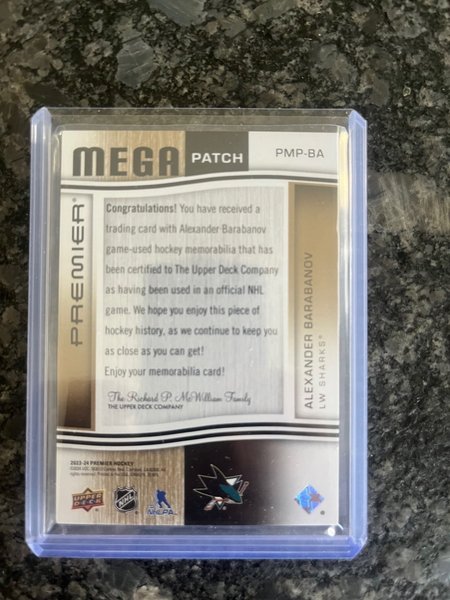 MEGA PATCH PMP-BA
PREMIER®
Congratulations! You have received a
trading card with Alexander Barabanov
game-used hockey memorabilia that has
been certified to The Upper Deck Company
as having been used in an official NHL
game. We hope you enjoy this piece of
hockey history, as we continue to keep you
as close as you can get!
Enjoy your memorabilia card!
The Richard P. McWilliam Family
THE UPPER DECK COMPANY
ALEXANDER BARABANOV
LW SHARKS®
2023-24 PREMIER HOCKEY
UPPER DECK
NHL
NHLPA